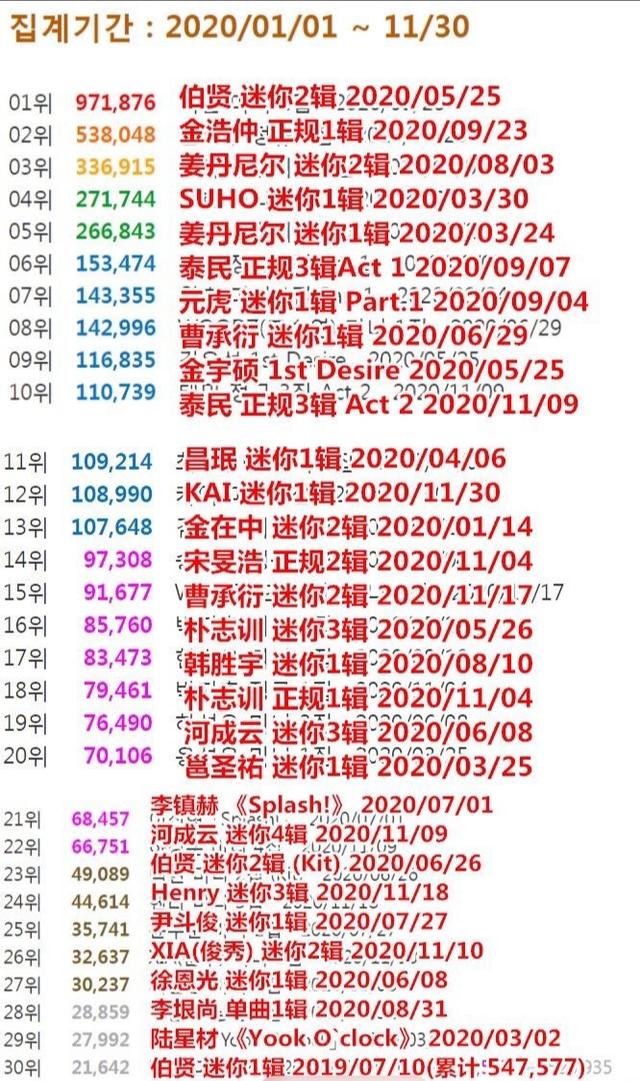 집계기간 : 2020/01/01 ~ 11/30
01위 971,876 伯贤 迷你2辑 2020/05/25
02위 538,048 金浩仲 正规1辑 2020/09/23
03위 336,915 姜丹尼尔 迷你2辑 2020/08/03
04위 271,744 SUHO 迷你1辑 2020/03/30
05위 266,843 姜丹尼尔 迷你1辑 2020/03/24
06위 153,474 泰民 正规3辑Act 1 2020/09/07
07위 143,355 元虎 迷你1辑 Part.1 2020/09/04
08위 142,996 曹承衍 迷你1辑 2020/06/29
09위 116,835 金宇硕 1st Desire 2020/05/25
10위 110,739 泰民 正规3辑 Act 2 2020/11/09
11위 109,214 昌珉 迷你1辑 2020/04/06
12위 108,990 KAI 迷你1辑 2020/11/30
13위 107,648 金在中 迷你2辑 2020/01/14
14위 97,308 宋旻浩 正规2辑 2020/11/04
15위 91,677 曹承衍 迷你2辑 2020/11/17
16위 85,760 朴志训 迷你3辑 2020/05/26
17위 83,473 韩胜宇 迷你1辑 2020/08/10
18위 79,461 朴志训 正规1辑 2020/11/04
19위 76,490 河成云 迷你3辑 2020/06/08
20위 70,106 邕圣祐 迷你1辑 2020/03/25
21위 68,457 李镇赫 《Splash!》 2020/07/01
22위 66,751 河成云 迷你4辑 2020/11/09
23위 49,089 伯贤 迷你2辑 (Kit) 2020/06/26
24위 44,614 Henry 迷你3辑 2020/11/18
25위 35,741 尹斗俊 迷你1辑 2020/07/27
26위 32,637 XIA(俊秀) 迷你2辑 2020/11/10
27위 30,237 徐恩光 迷你1辑 2020/06/08
28위 28,859 李垠尚 单曲1辑 2020/08/31
29위 27,992 陆星材 《Yook O'clock》 2020/03/02
30위 21,642 伯贤 迷你1辑 2019/07/10(累计:547,577)